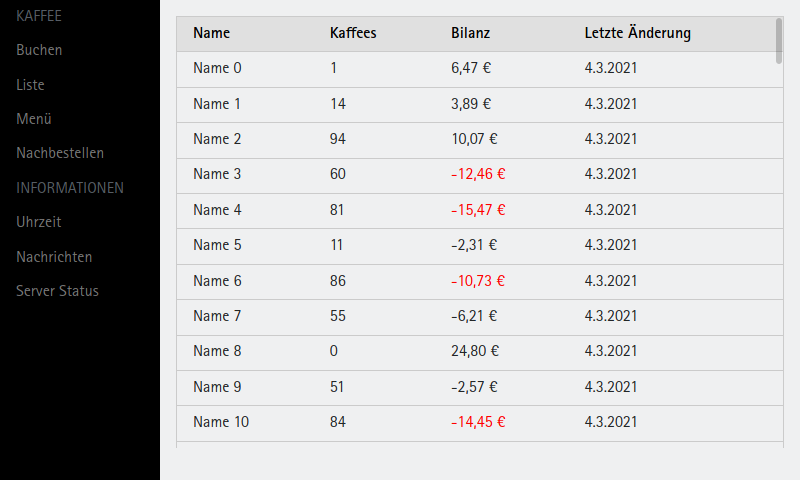 KAFFEE
Buchen
Liste
Menü
Nachbestellen
INFORMATIONEN
Uhrzeit
Nachrichten
Server Status
Name Kaffees Bilanz Letzte Änderung
Name 0 1 6,47 € 4.3.2021
Name 1 14 3,89 € 4.3.2021
Name 2 94 10,07 € 4.3.2021
Name 3 60 -12,46 € 4.3.2021
Name 4 81 -15,47 € 4.3.2021
Name 5 11 -2,31 € 4.3.2021
Name 6 86 -10,73 € 4.3.2021
Name 7 55 -6,21 € 4.3.2021
Name 8 0 24,80 € 4.3.2021
Name 9 51 -2,57 € 4.3.2021
Name 10 84 -14,45 € 4.3.2021